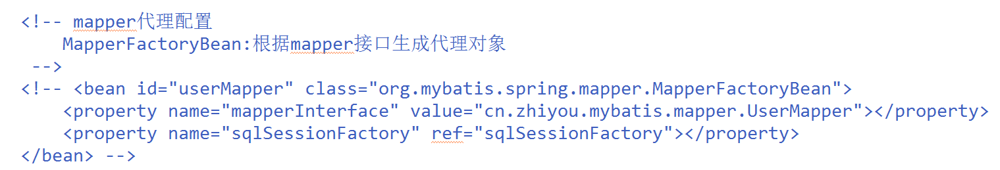 <!-- mapper代理配置
MapperFactoryBean:根据mapper接口生成代理对象
-->
<!-- <bean id="userMapper" class="org.mybatis.spring.mapper.MapperFactoryBean">
<property name="mapperInterface" value="cn.zhiyou.mybatis.mapper.UserMapper"></property>
<property name="sqlSessionFactory" ref="sqlSessionFactory"></property>
</bean> -->